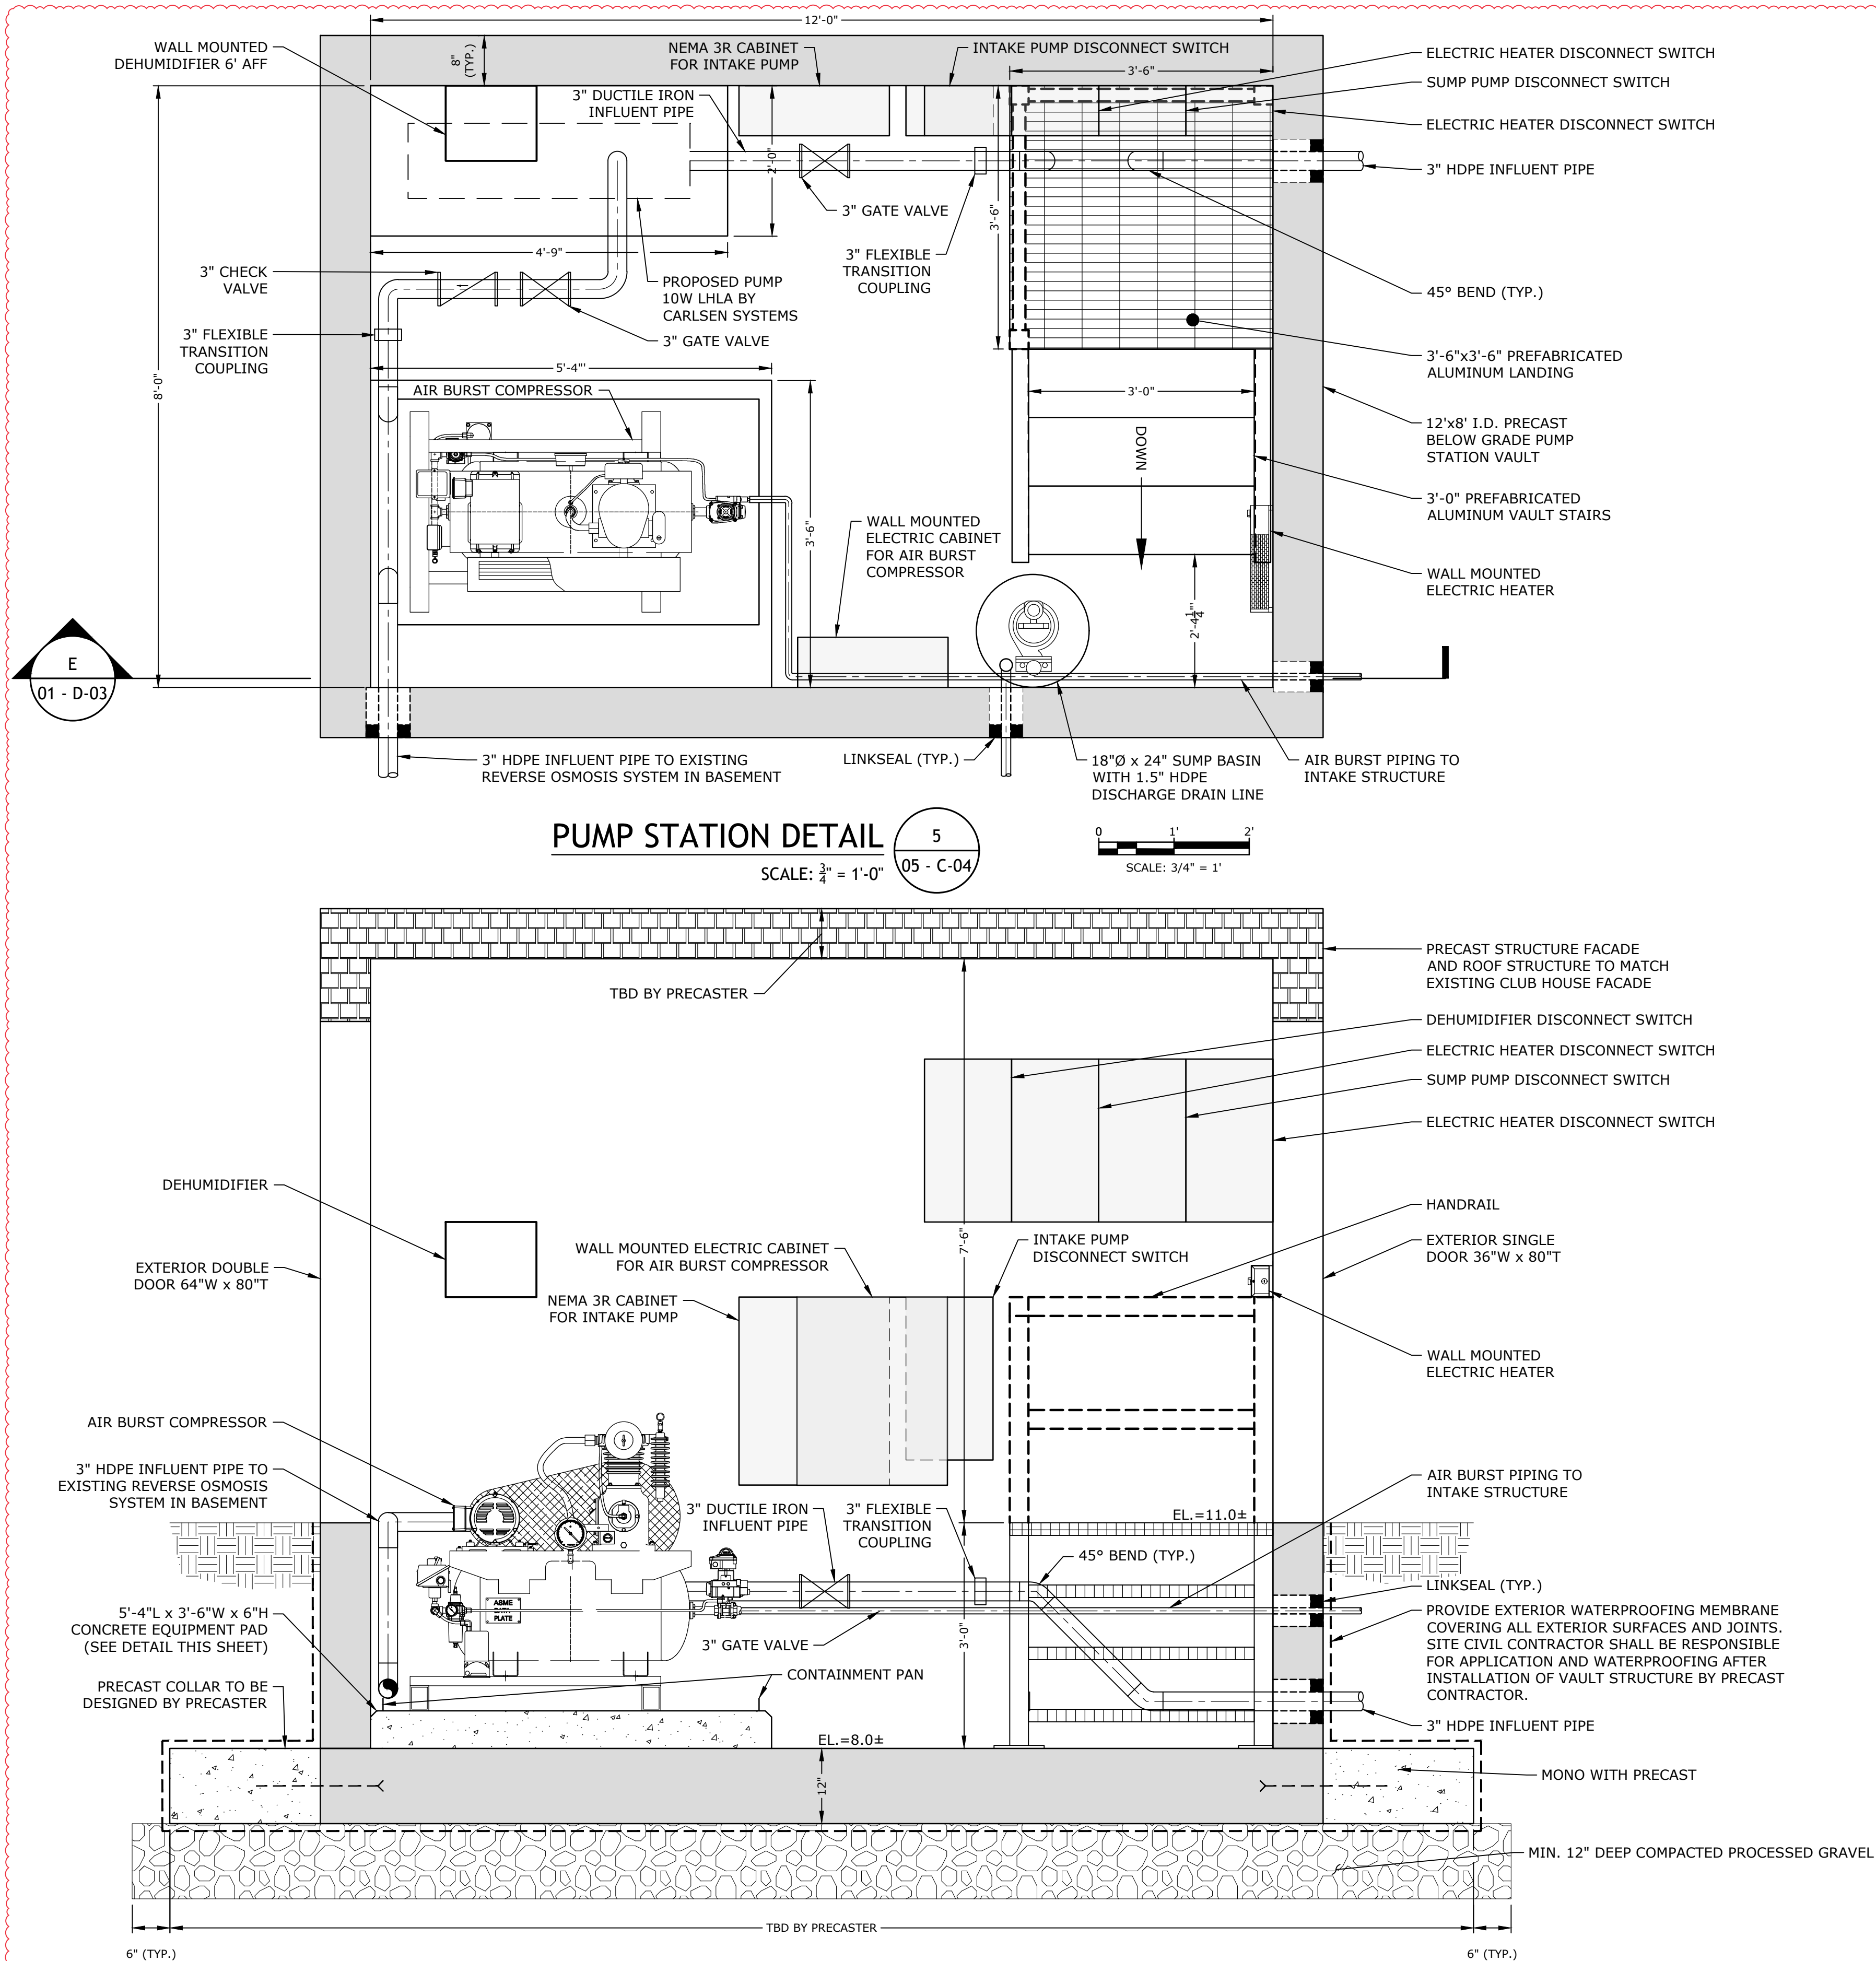 12'-0"
WALL MOUNTED
DEHUMIDIFIER 6' AFF
8"
(TYP.)
NEMA 3R CABINET
FOR INTAKE PUMP
INTAKE PUMP DISCONNECT SWITCH
3'-6"
ELECTRIC HEATER DISCONNECT SWITCH
SUMP PUMP DISCONNECT SWITCH
ELECTRIC HEATER DISCONNECT SWITCH
3" DUCTILE IRON
INFLUENT PIPE
2'-0"
3" HDPE INFLUENT PIPE
3" GATE VALVE
3'-6"
3" FLEXIBLE
TRANSITION
COUPLING
4'-9"
3" CHECK
VALVE
PROPOSED PUMP
10W LHLA BY
CARLSEN SYSTEMS
45° BEND (TYP.)
3" GATE VALVE
3" FLEXIBLE
TRANSITION
COUPLING
3'-6"x3'-6" PREFABRICATED
ALUMINUM LANDING
5'-4"'
8'-0"
AIR BURST COMPRESSOR
3'-0"
12'x8' I.D. PRECAST
BELOW GRADE PUMP
STATION VAULT
DOWN
3'-0" PREFABRICATED
ALUMINUM VAULT STAIRS
3'-6"
WALL MOUNTED
ELECTRIC CABINET
FOR AIR BURST
COMPRESSOR
WALL MOUNTED
ELECTRIC HEATER
2'-4 1/4"'
E
01 - D-03
3" HDPE INFLUENT PIPE TO EXISTING
REVERSE OSMOSIS SYSTEM IN BASEMENT
LINKSEAL (TYP.)
18"Ø x 24" SUMP BASIN
WITH 1.5" HDPE
DISCHARGE DRAIN LINE
AIR BURST PIPING TO
INTAKE STRUCTURE
PUMP STATION DETAIL
5
05 - C-04
SCALE: 3/4" = 1'-0"
0 1' 2'
SCALE: 3/4" = 1'
PRECAST STRUCTURE FACADE
AND ROOF STRUCTURE TO MATCH
EXISTING CLUB HOUSE FACADE
TBD BY PRECASTER
DEHUMIDIFIER DISCONNECT SWITCH
ELECTRIC HEATER DISCONNECT SWITCH
SUMP PUMP DISCONNECT SWITCH
ELECTRIC HEATER DISCONNECT SWITCH
DEHUMIDIFIER
HANDRAIL
7'-6"
WALL MOUNTED ELECTRIC CABINET
FOR AIR BURST COMPRESSOR
INTAKE PUMP
DISCONNECT SWITCH
EXTERIOR SINGLE
DOOR 36"W x 80"T
EXTERIOR DOUBLE
DOOR 64"W x 80"T
NEMA 3R CABINET
FOR INTAKE PUMP
WALL MOUNTED
ELECTRIC HEATER
AIR BURST COMPRESSOR
3" HDPE INFLUENT PIPE TO
EXISTING REVERSE OSMOSIS
SYSTEM IN BASEMENT
AIR BURST PIPING TO
INTAKE STRUCTURE
3" DUCTILE IRON
INFLUENT PIPE
3" FLEXIBLE
TRANSITION
COUPLING
EL.=11.0±
45° BEND (TYP.)
LINKSEAL (TYP.)
ASME
DATA
PLATE
5'-4"L x 3'-6"W x 6"H
CONCRETE EQUIPMENT PAD
(SEE DETAIL THIS SHEET)
3" GATE VALVE
3'-0"
PROVIDE EXTERIOR WATERPROOFING MEMBRANE
COVERING ALL EXTERIOR SURFACES AND JOINTS.
SITE CIVIL CONTRACTOR SHALL BE RESPONSIBLE
FOR APPLICATION AND WATERPROOFING AFTER
INSTALLATION OF VAULT STRUCTURE BY PRECAST
CONTRACTOR.
CONTAINMENT PAN
PRECAST COLLAR TO BE
DESIGNED BY PRECASTER
3" HDPE INFLUENT PIPE
EL.=8.0±
12"
MONO WITH PRECAST
MIN. 12" DEEP COMPACTED PROCESSED GRAVEL
TBD BY PRECASTER
6" (TYP.)
6" (TYP.)